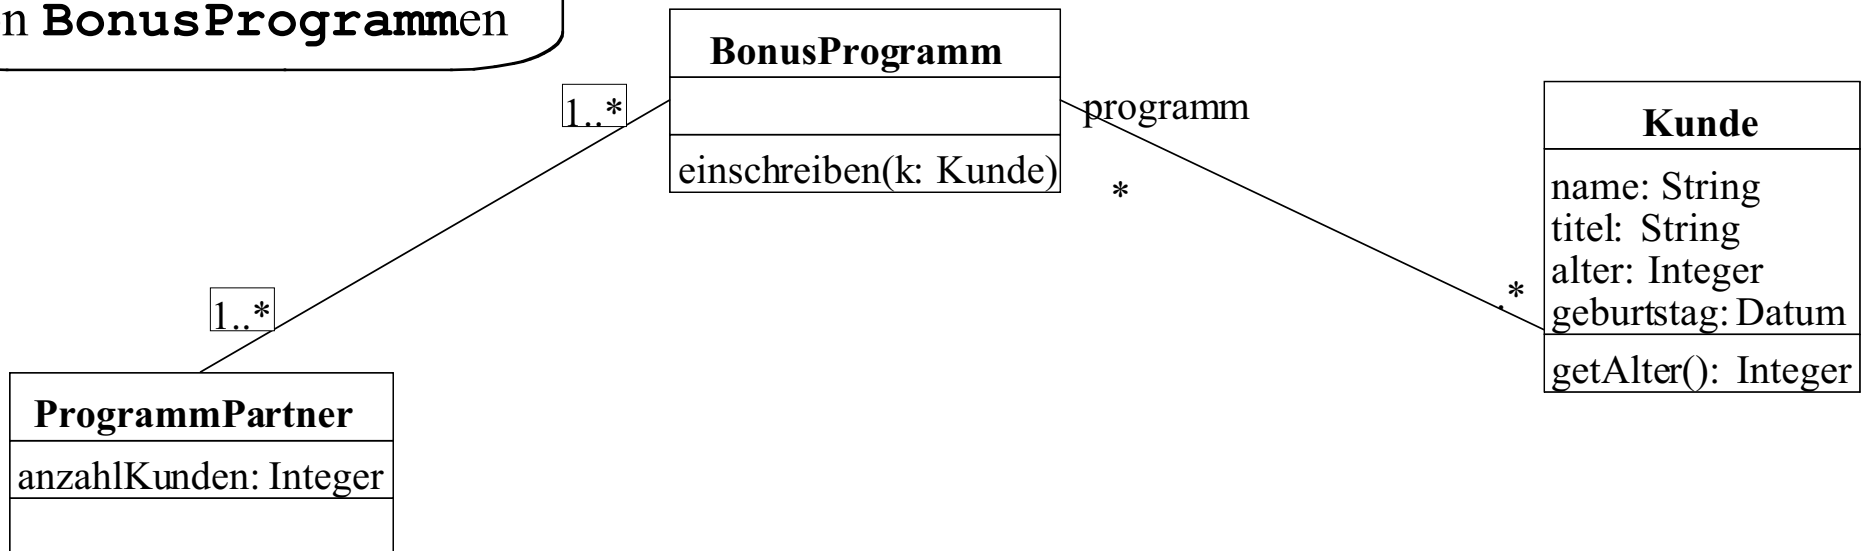 n BonusProgrammen
BonusProgramm
einschreiben(k: Kunde)
1..*
programm
*
.*
Kunde
name: String
titel: String
alter: Integer
geburtstag: Datum
getAlter(): Integer
1..*
ProgrammPartner
anzahlKunden: Integer